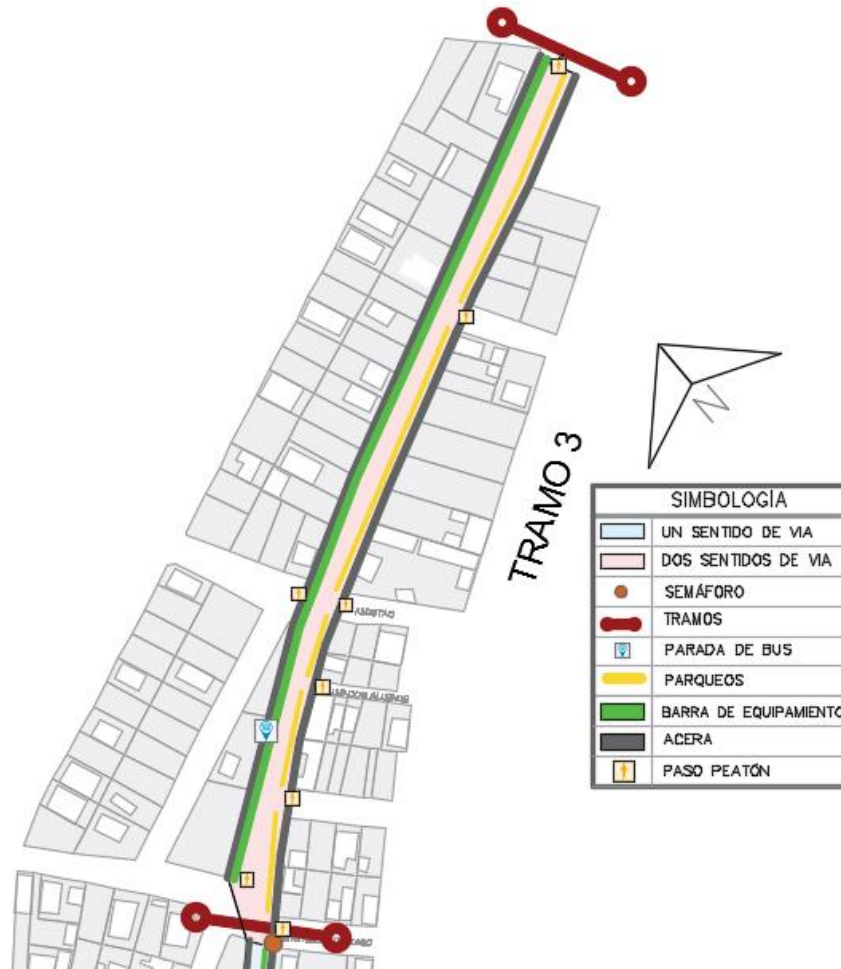 TRAMO 3
N
SIMBOLOGÍA
UN SENTIDO DE VIA
DOS SENTIDOS DE VIA
SEMÁFORO
TRAMOS
PARADA DE BUS
PARQUEOS
BARRA DE EQUIPAMIENTO
ACERA
PASO PEATÓN